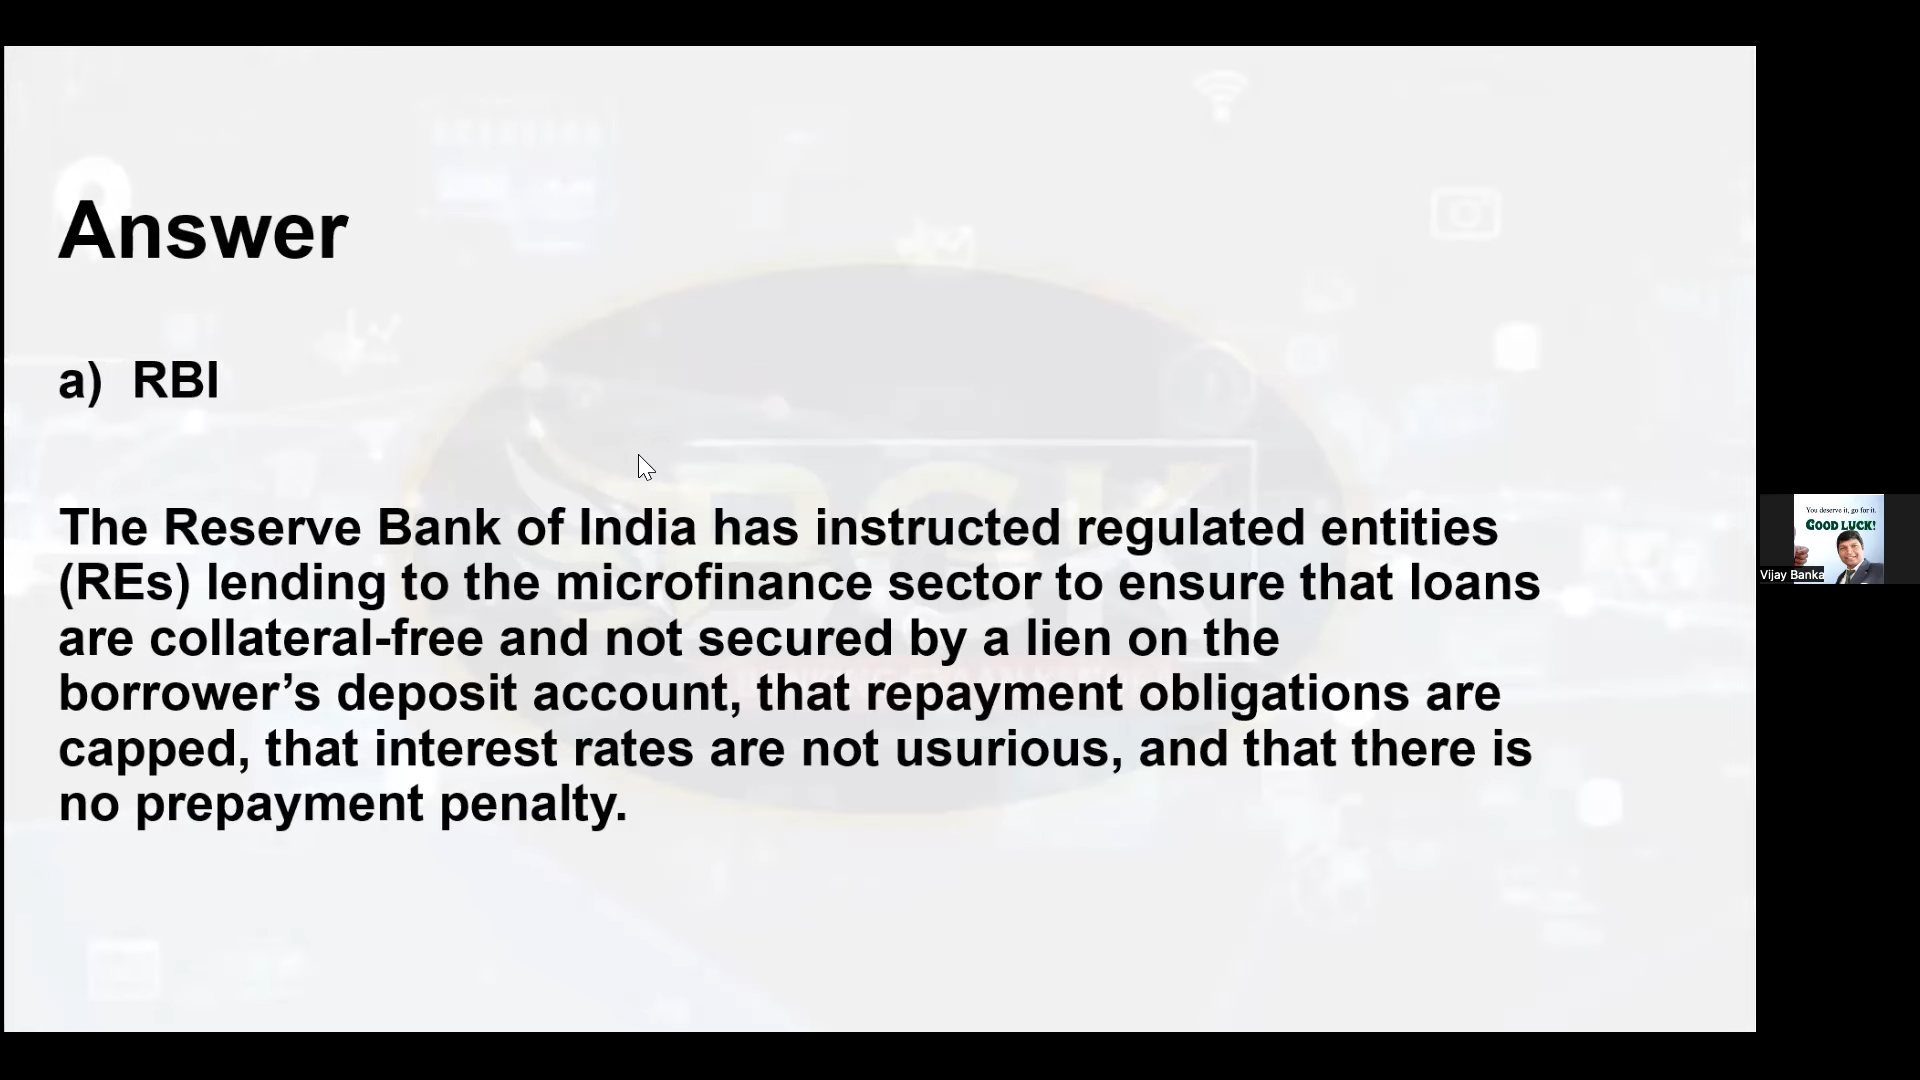 Answer
a) RBI
The Reserve Bank of India has instructed regulated entities
(REs) lending to the microfinance sector to ensure that loans
are collateral-free and not secured by a lien on the
borrower’s deposit account, that repayment obligations are
capped, that interest rates are not usurious, and that there is
no prepayment penalty.
You deserve it, go for it.
GOOD LUCK!
Vijay Banka